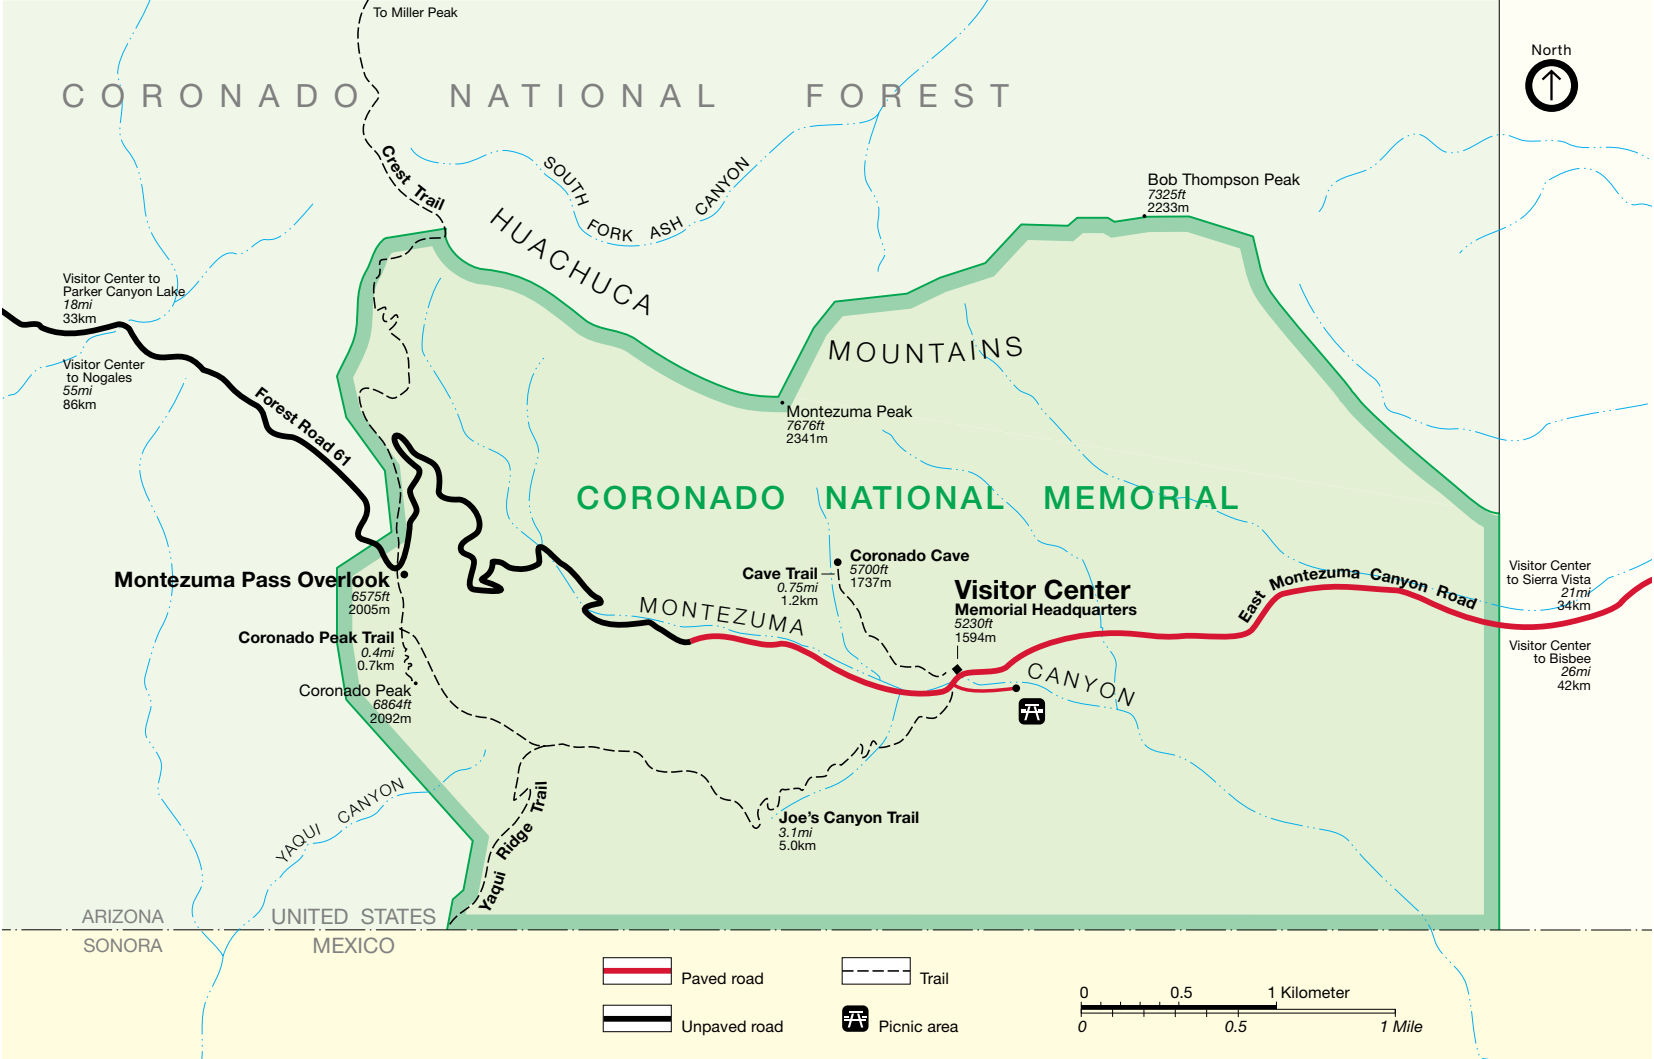 To Miller Peak
North
CORONADO NATIONAL FOREST
Crest Trail
SOUTH FORK ASH CANYON
Bob Thompson Peak
7325ft
2233m
HUACHUCA
MOUNTAINS
Visitor Center to
Parker Canyon Lake
18mi
33km
Visitor Center
to Nogales
55mi
86km
Forest Road 61
Montezuma Peak
7676ft
2341m
CORONADO NATIONAL MEMORIAL
Montezuma Pass Overlook
6575ft
2005m
Coronado Cave
5700ft
1737m
Cave Trail
0.75mi
1.2km
Visitor Center
Memorial Headquarters
5230ft
1594m
East Montezuma Canyon Road
Visitor Center
to Sierra Vista
21mi
34km
Visitor Center
to Bisbee
26mi
42km
MONTEZUMA
CANYON
Coronado Peak Trail
0.4mi
0.7km
Coronado Peak
6864ft
2092m
YAQUI CANYON
Yaqui Ridge Trail
Joe's Canyon Trail
3.1mi
5.0km
ARIZONA
UNITED STATES
SONORA
MEXICO
Paved road
Trail
Unpaved road
Picnic area
0 0.5 1 Kilometer
0 0.5 1 Mile